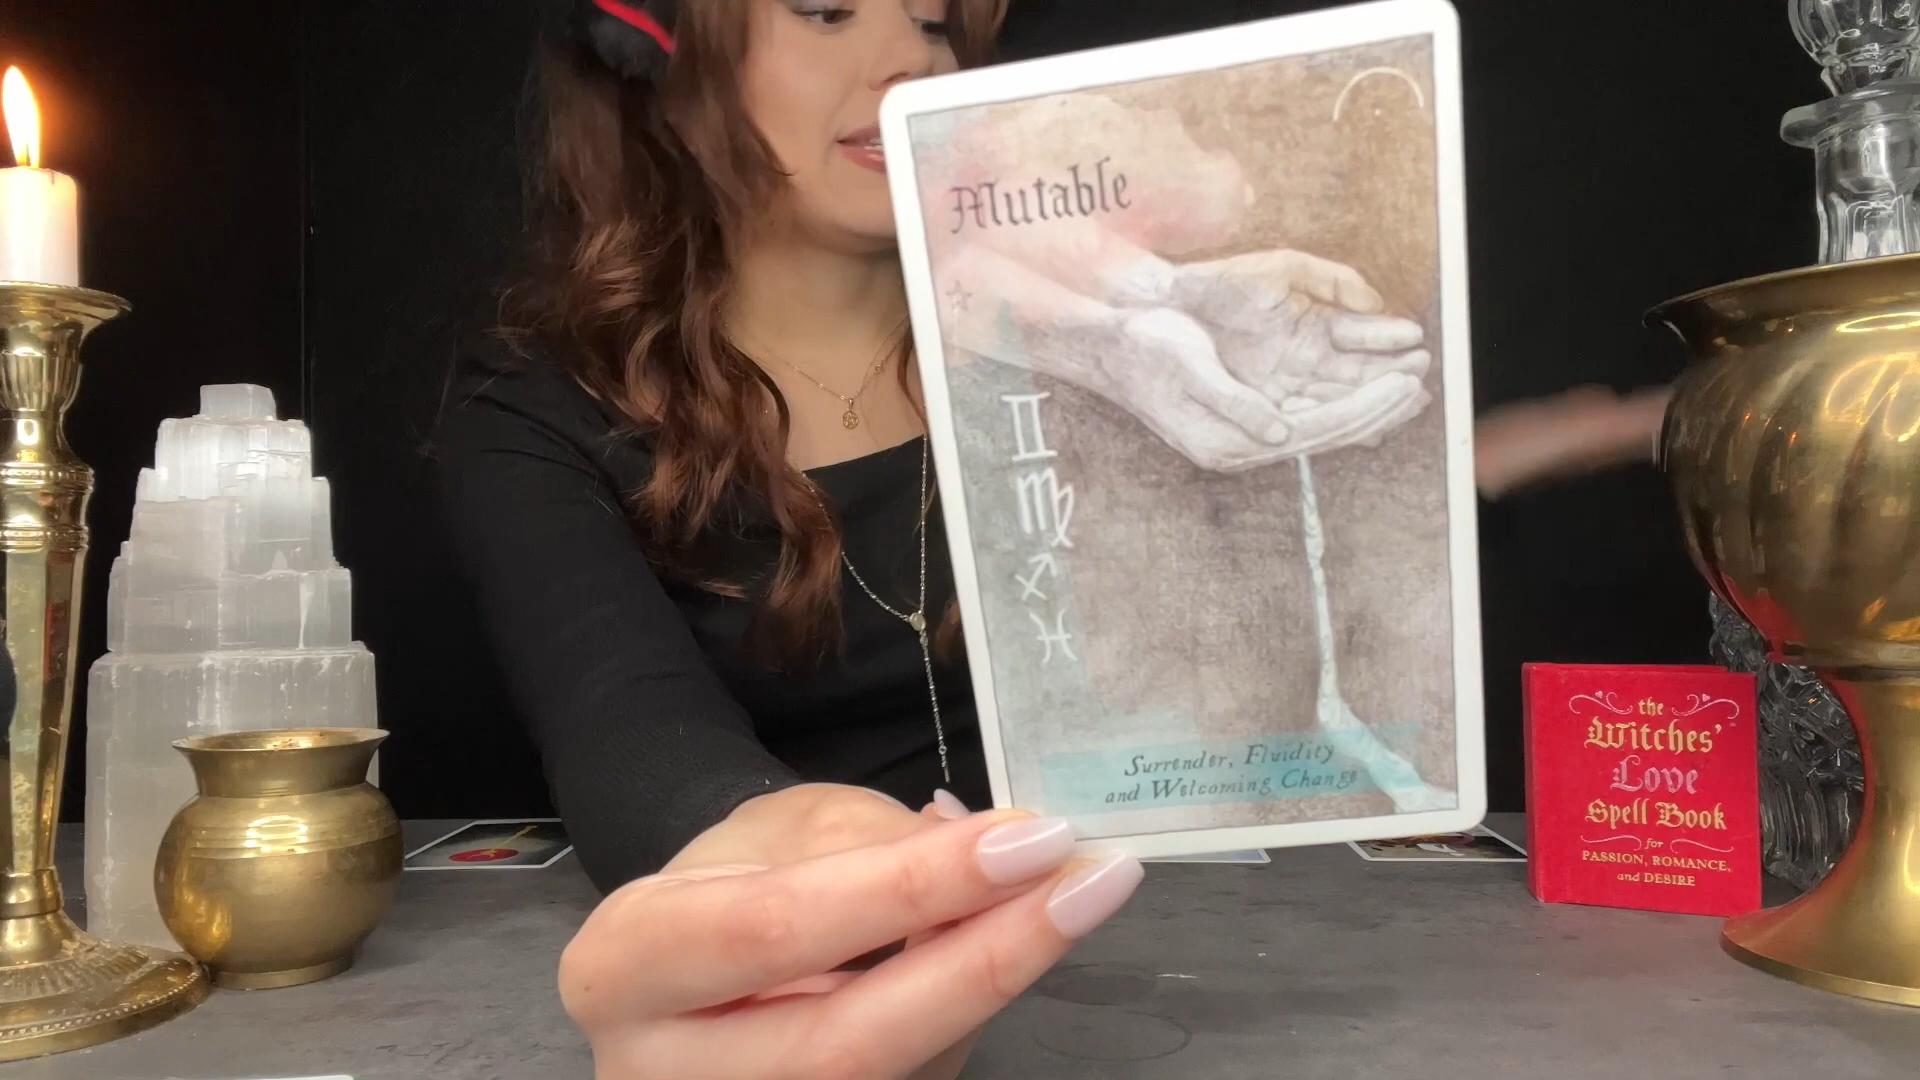 Mutable
♊
♍
♐
♓
Surrender, Fluidity
and Welcoming Change
the
Witches'
Love
Spell Book
for
PASSION, ROMANCE,
and DESIRE